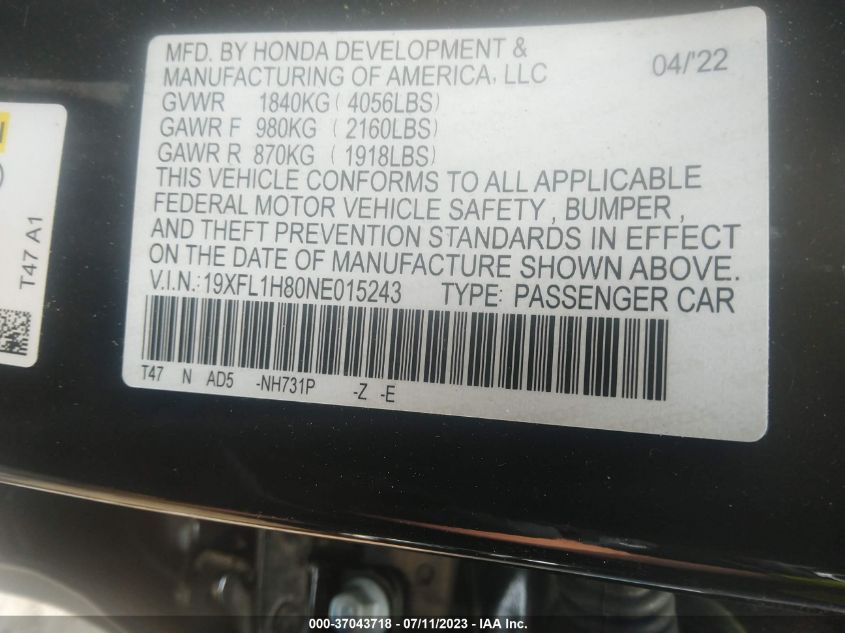 MFD. BY HONDA DEVELOPMENT &
MANUFACTURING OF AMERICA, LLC 04/'22
GVWR 1840KG ( 4056LBS)
GAWR F 980KG ( 2160LBS)
GAWR R 870KG ( 1918LBS)
THIS VEHICLE CONFORMS TO ALL APPLICABLE
FEDERAL MOTOR VEHICLE SAFETY , BUMPER ,
AND THEFT PREVENTION STANDARDS IN EFFECT
ON THE DATE OF MANUFACTURE SHOWN ABOVE.
V.I.N.: 19XFL1H80NE015243 TYPE: PASSENGER CAR
T47 N AD5 -NH731P -Z -E
T47 A1
000-37043718 - 07/11/2023 - IAA Inc.